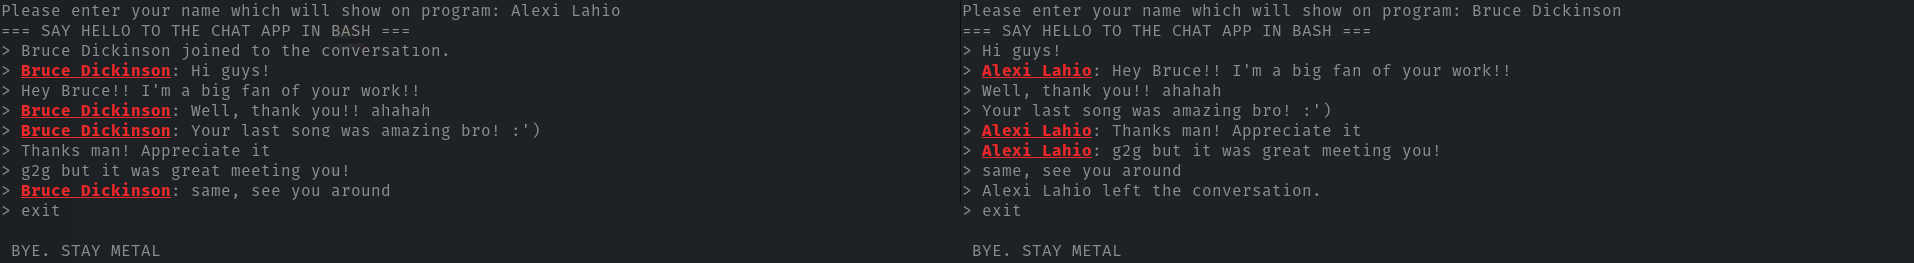 Please enter your name which will show on program: Alexi Lahio
=== SAY HELLO TO THE CHAT APP IN BASH ===
> Bruce Dickinson joined to the conversation.
> Bruce Dickinson: Hi guys!
> Hey Bruce!! I'm a big fan of your work!!
> Bruce Dickinson: Well, thank you!! ahahah
> Bruce Dickinson: Your last song was amazing bro! :')
> Thanks man! Appreciate it
> g2g but it was great meeting you!
> Bruce Dickinson: same, see you around
> exit
BYE. STAY METAL
Please enter your name which will show on program: Bruce Dickinson
=== SAY HELLO TO THE CHAT APP IN BASH ===
> Hi guys!
> Alexi Lahio: Hey Bruce!! I'm a big fan of your work!!
> Well, thank you!! ahahah
> Your last song was amazing bro! :')
> Alexi Lahio: Thanks man! Appreciate it
> Alexi Lahio: g2g but it was great meeting you!
> same, see you around
> Alexi Lahio left the conversation.
> exit
BYE. STAY METAL